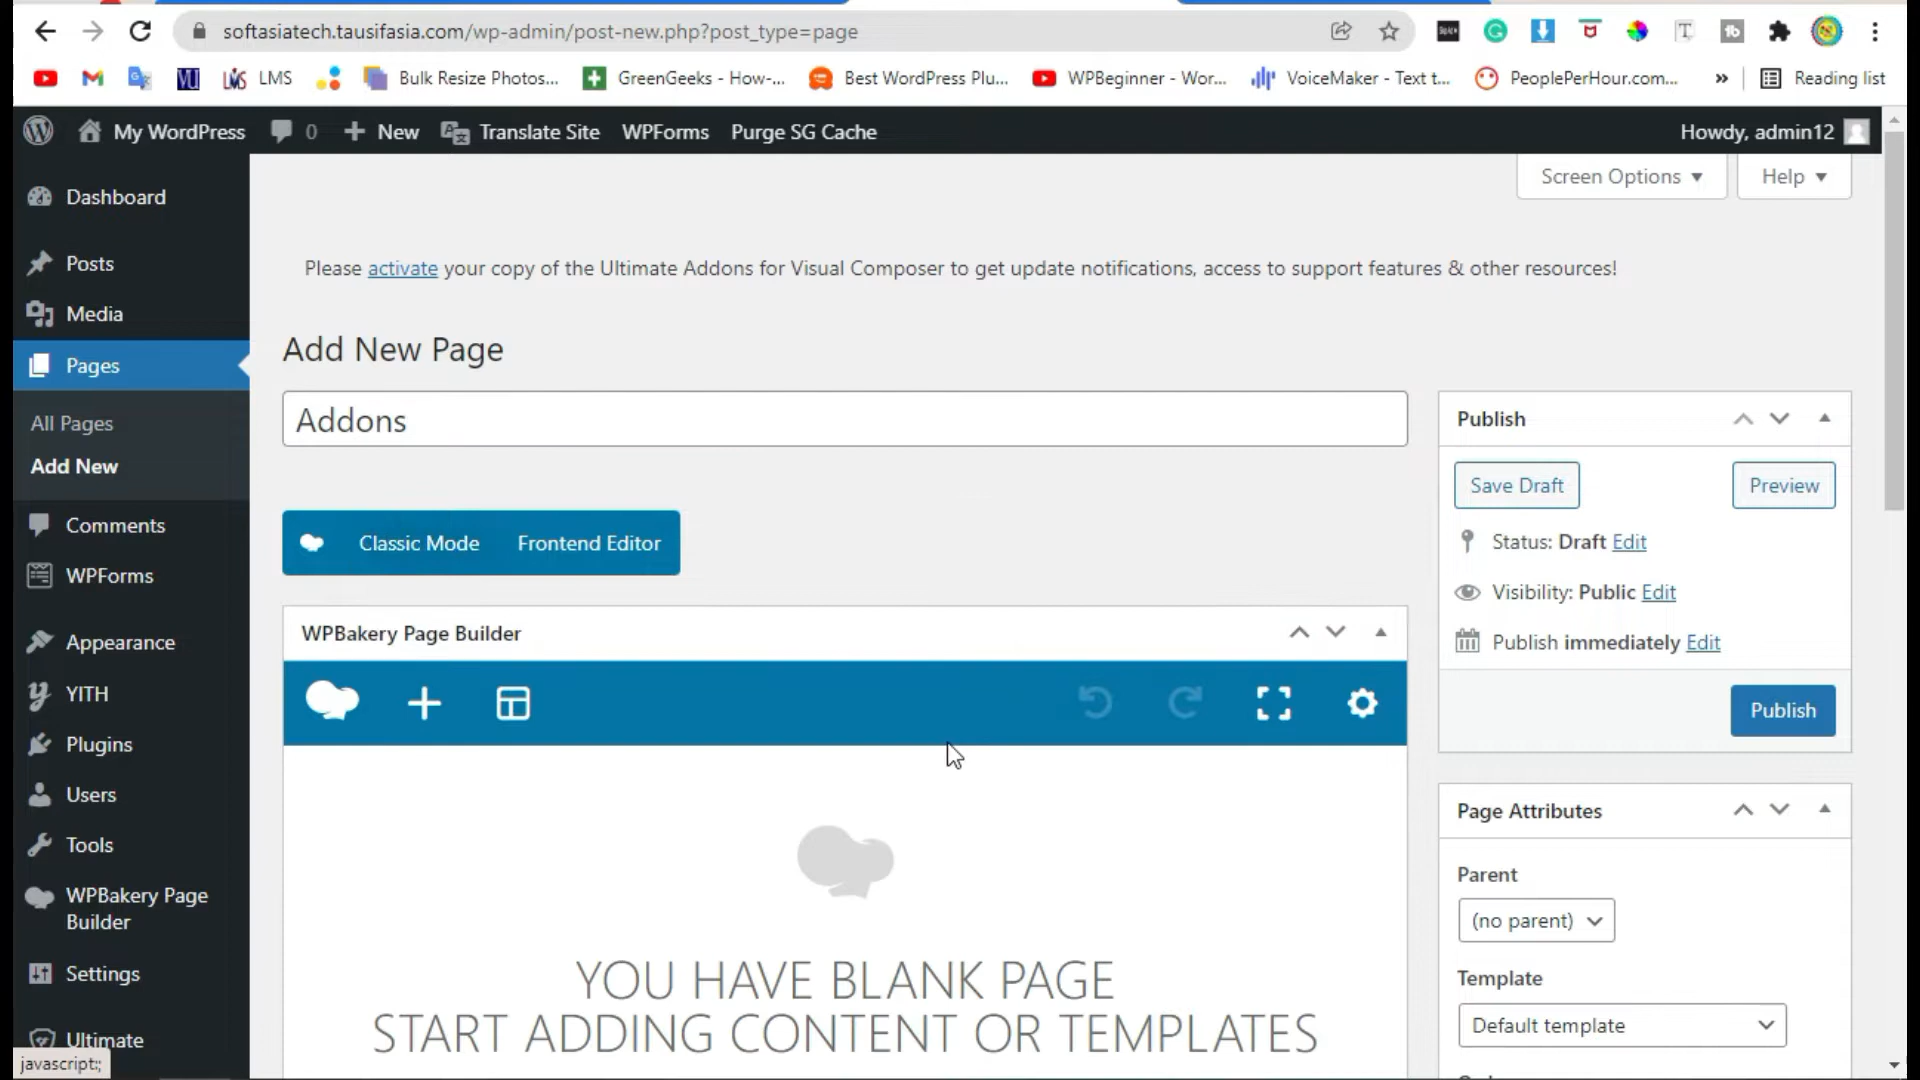 softasiatech.tausifasia.com/wp-admin/post-new.php?post_type=page
LMS
Bulk Resize Photos...
GreenGeeks - How-...
Best WordPress Plu...
WPBeginner - Wor...
VoiceMaker - Text t...
PeoplePerHour.com...
»
Reading list
My WordPress
0
New
Translate Site
WPForms
Purge SG Cache
Howdy, admin12
Screen Options
Help
Dashboard
Posts
Media
Pages
All Pages
Add New
Comments
WPForms
Appearance
YITH
Plugins
Users
Tools
WPBakery Page
Builder
Settings
Ultimate
javascript:;
Please activate your copy of the Ultimate Addons for Visual Composer to get update notifications, access to support features & other resources!
Add New Page
Addons
Classic Mode
Frontend Editor
WPBakery Page Builder
YOU HAVE BLANK PAGE
START ADDING CONTENT OR TEMPLATES
Publish
Save Draft
Preview
Status: Draft Edit
Visibility: Public Edit
Publish immediately Edit
Publish
Page Attributes
Parent
(no parent)
Template
Default template